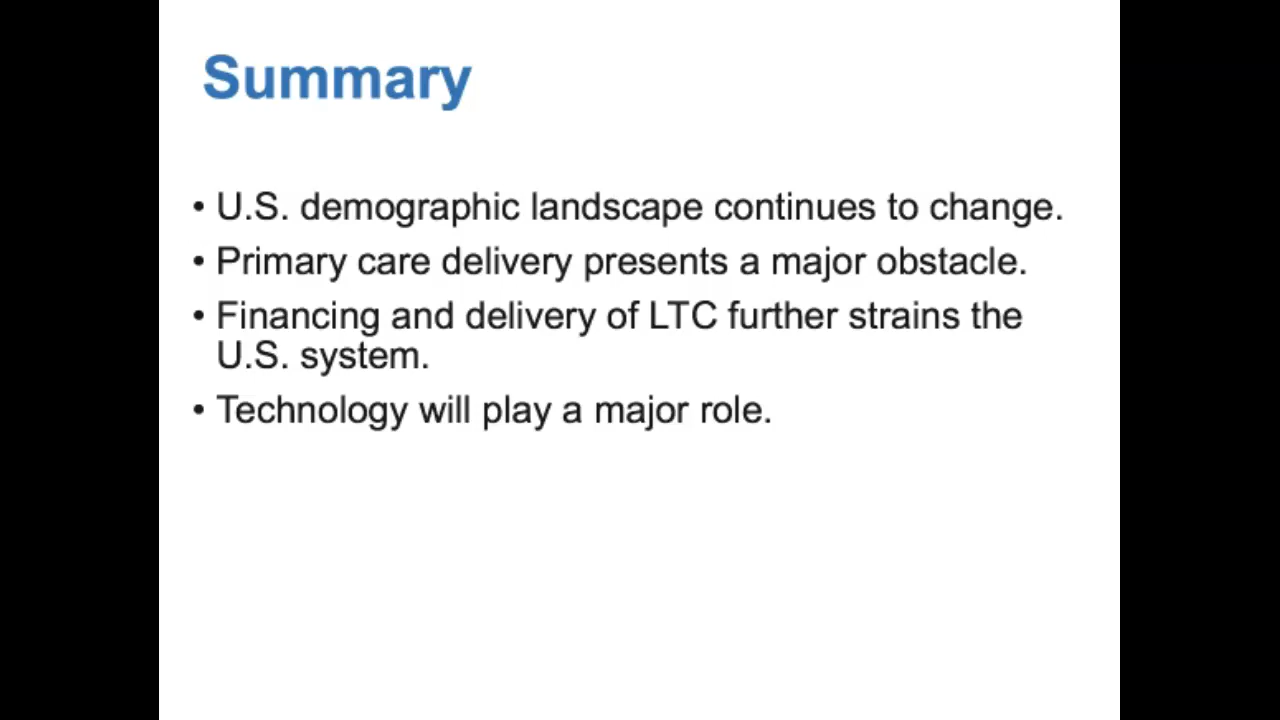 Summary
• U.S. demographic landscape continues to change.
• Primary care delivery presents a major obstacle.
• Financing and delivery of LTC further strains the
U.S. system.
• Technology will play a major role.